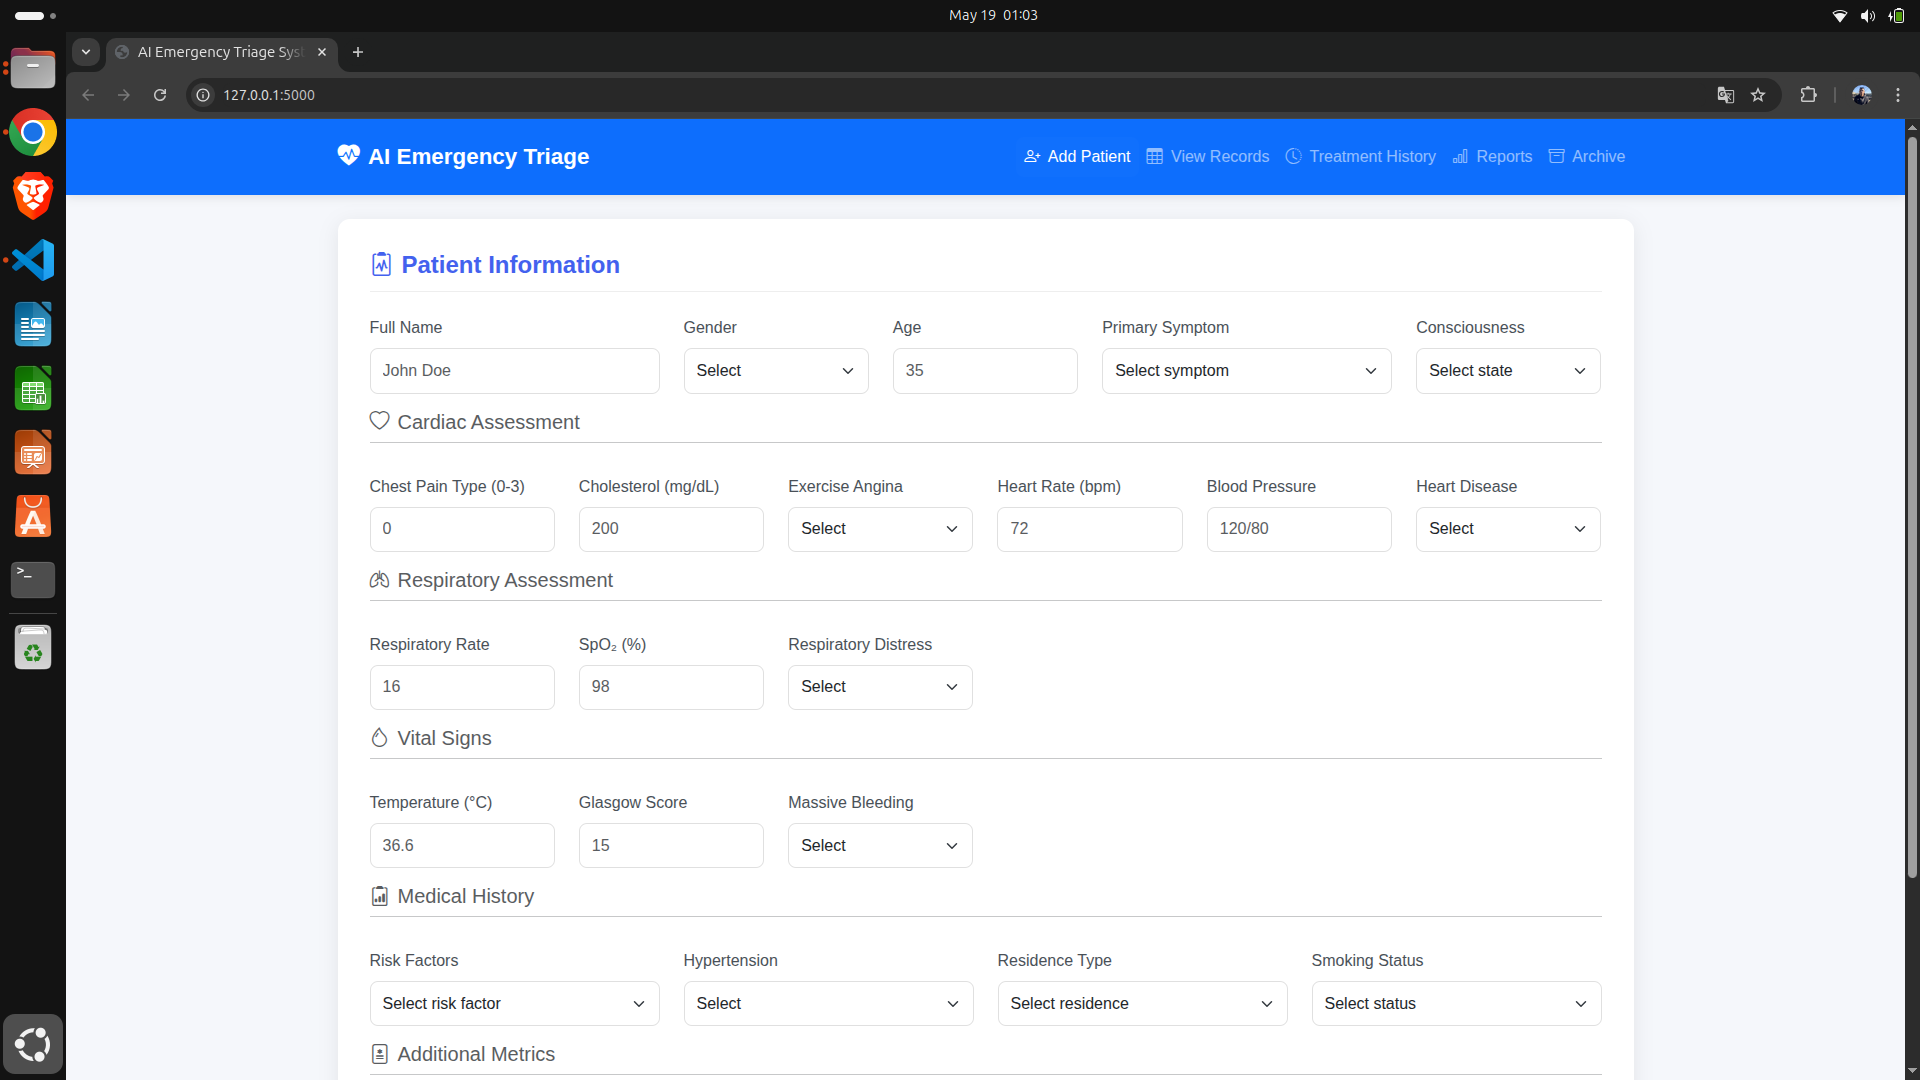 May 19 01:03
AI Emergency Triage Sys
127.0.0.1:5000
AI Emergency Triage
Add Patient View Records Treatment History Reports Archive
Patient Information
Full Name Gender Age Primary Symptom Consciousness
John Doe Select 35 Select symptom Select state
Cardiac Assessment
Chest Pain Type (0-3) Cholesterol (mg/dL) Exercise Angina Heart Rate (bpm) Blood Pressure Heart Disease
0 200 Select 72 120/80 Select
Respiratory Assessment
Respiratory Rate SpO₂ (%) Respiratory Distress
16 98 Select
Vital Signs
Temperature (°C) Glasgow Score Massive Bleeding
36.6 15 Select
Medical History
Risk Factors Hypertension Residence Type Smoking Status
Select risk factor Select Select residence Select status
Additional Metrics